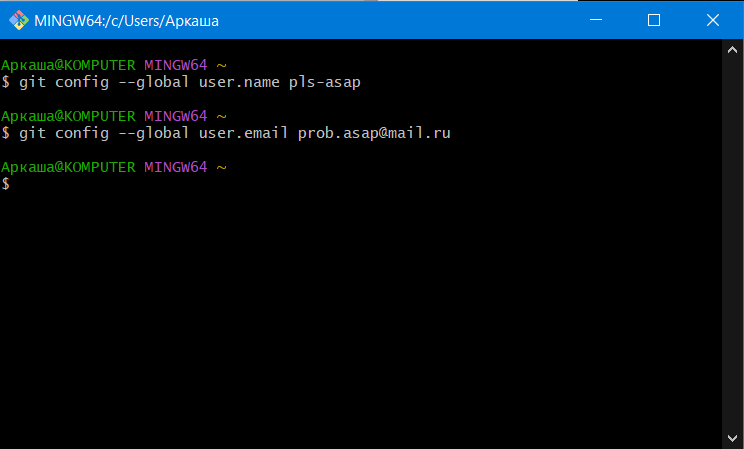 MINGW64:/c/Users/Аркаша
Аркаша@KOMPUTER MINGW64 ~
$ git config --global user.name pls-asap
Аркаша@KOMPUTER MINGW64 ~
$ git config --global user.email prob.asap@mail.ru
Аркаша@KOMPUTER MINGW64 ~
$